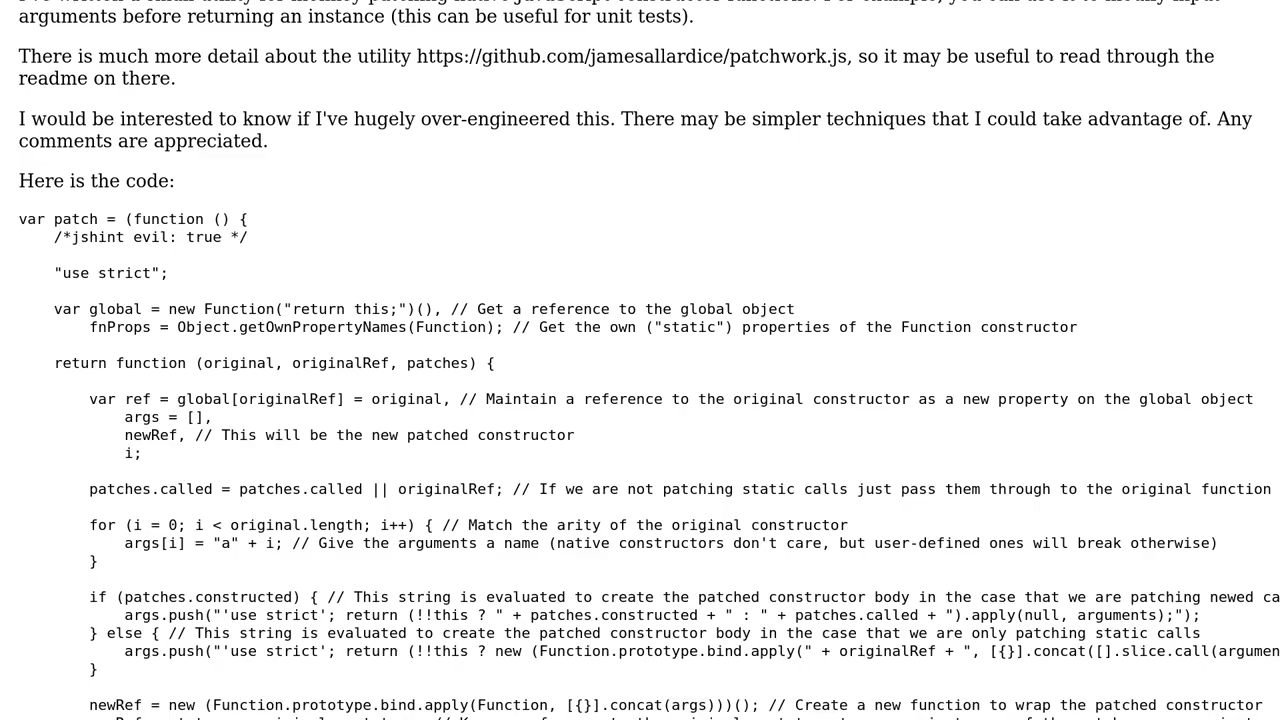 arguments before returning an instance (this can be useful for unit tests).
There is much more detail about the utility https://github.com/jamesallardice/patchwork.js, so it may be useful to read through the
readme on there.
I would be interested to know if I've hugely over-engineered this. There may be simpler techniques that I could take advantage of. Any
comments are appreciated.
Here is the code:
var patch = (function () {
    /*jshint evil: true */
    "use strict";
    var global = new Function("return this;")(), // Get a reference to the global object
        fnProps = Object.getOwnPropertyNames(Function); // Get the own ("static") properties of the Function constructor
    return function (original, originalRef, patches) {
        var ref = global[originalRef] = original, // Maintain a reference to the original constructor as a new property on the global object
            args = [],
            newRef, // This will be the new patched constructor
            i;
        patches.called = patches.called || originalRef; // If we are not patching static calls just pass them through to the original function
        for (i = 0; i < original.length; i++) { // Match the arity of the original constructor
            args[i] = "a" + i; // Give the arguments a name (native constructors don't care, but user-defined ones will break otherwise)
        }
        if (patches.constructed) { // This string is evaluated to create the patched constructor body in the case that we are patching newed ca
            args.push("'use strict'; return (!!this ? " + patches.constructed + " : " + patches.called + ").apply(null, arguments);");
        } else { // This string is evaluated to create the patched constructor body in the case that we are only patching static calls
            args.push("'use strict'; return (!!this ? new (Function.prototype.bind.apply(" + originalRef + ", [{}].concat([].slice.call(argumen
        }
        newRef = new (Function.prototype.bind.apply(Function, [{}].concat(args)))(); // Create a new function to wrap the patched constructor